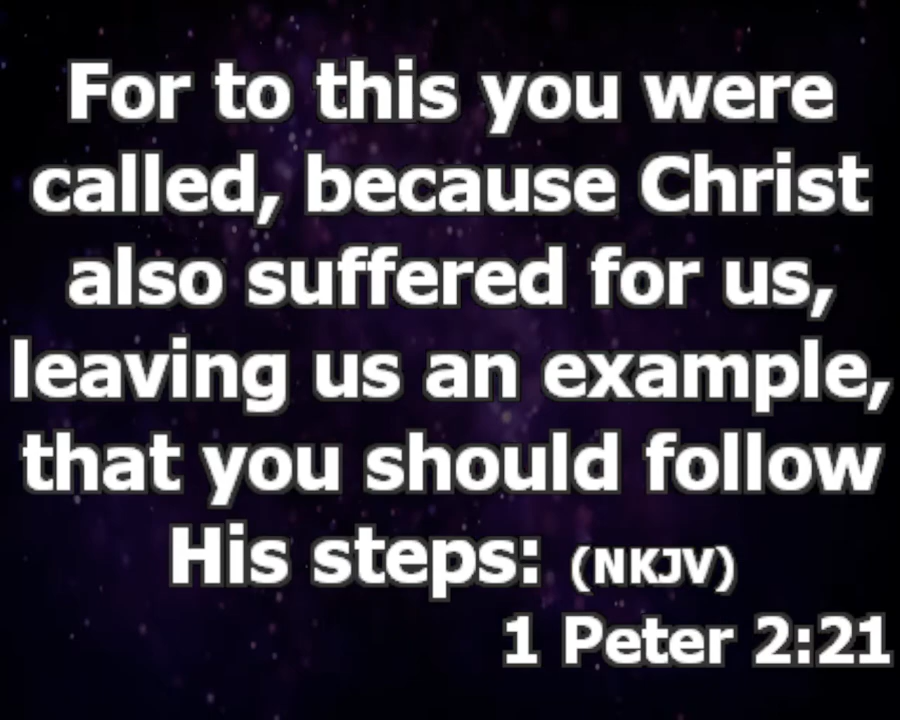 For to this you were
called, because Christ
also suffered for us,
leaving us an example,
that you should follow
His steps: (NKJV)
1 Peter 2:21